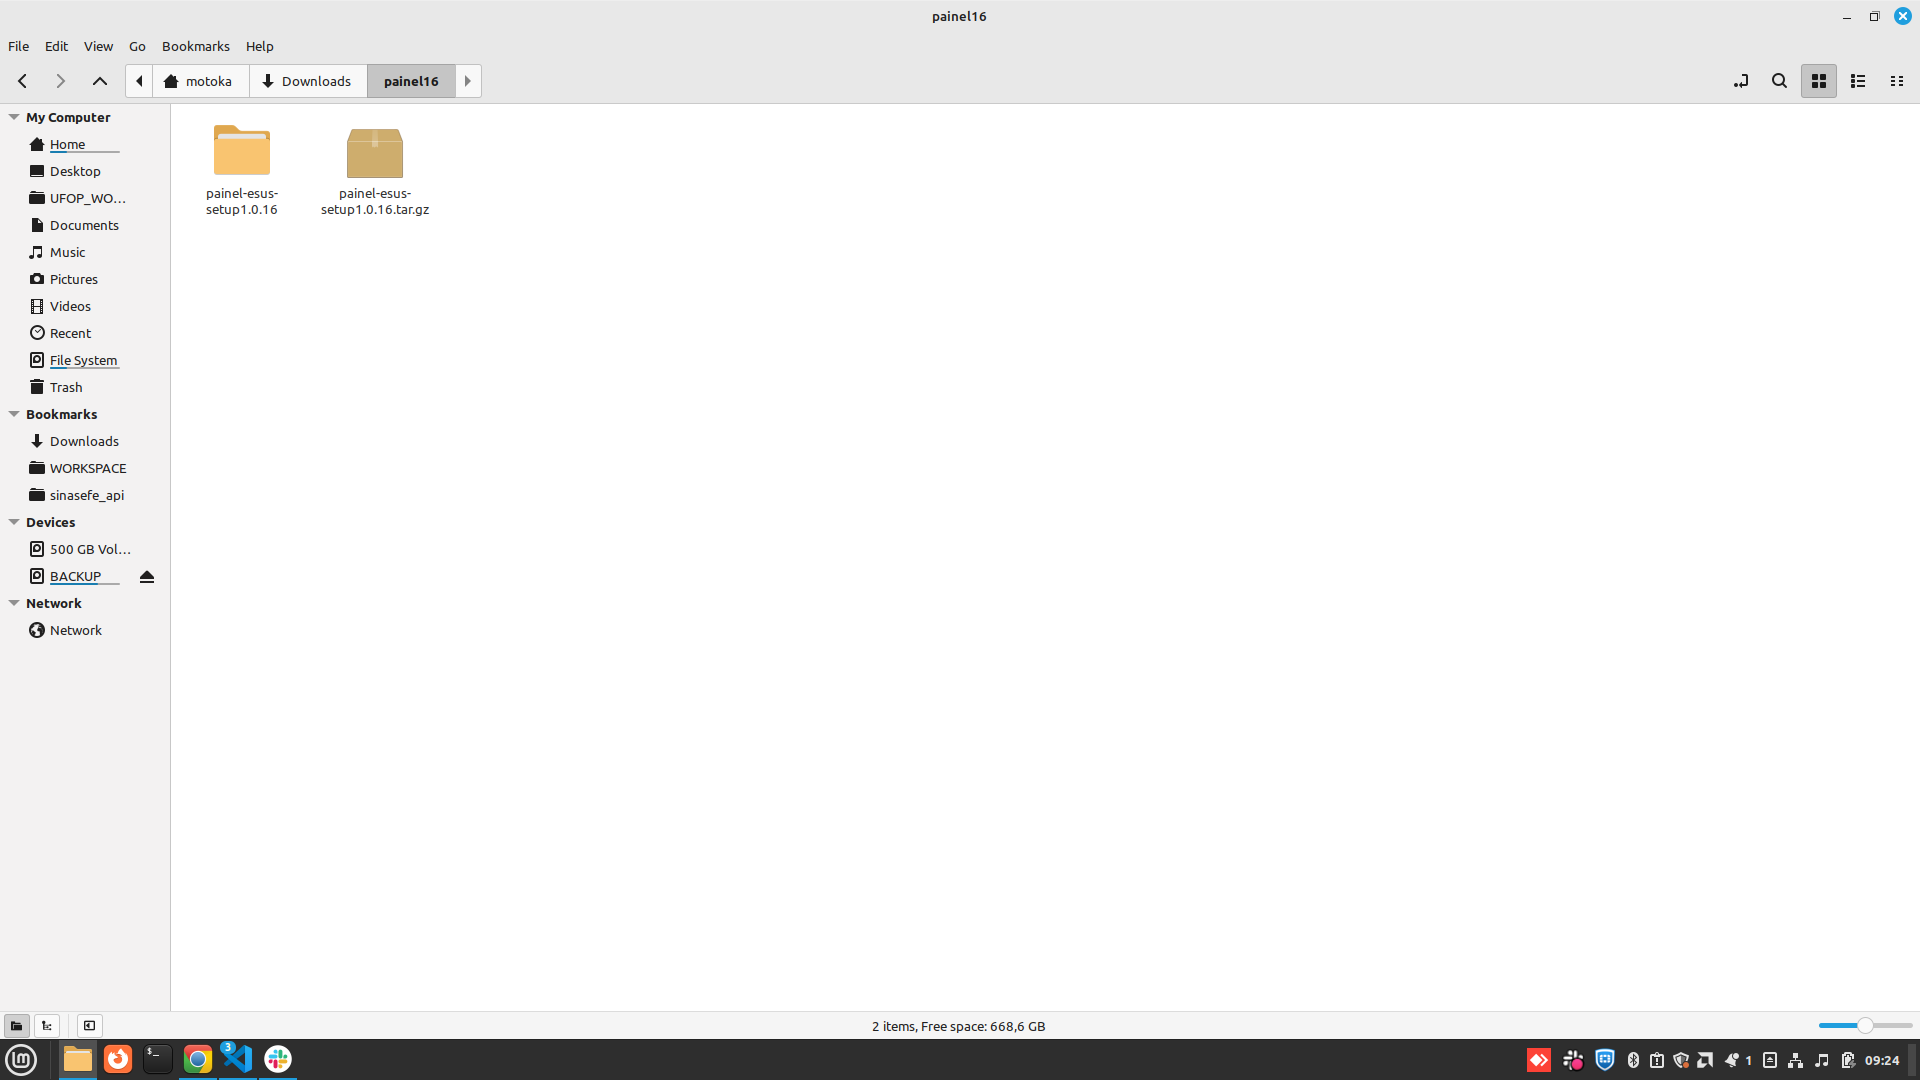 painel16
File Edit View Go Bookmarks Help
motoka Downloads painel16
My Computer
Home
Desktop
UFOP_WO...
Documents
Music
Pictures
Videos
Recent
File System
Trash
Bookmarks
Downloads
WORKSPACE
sinasefe_api
Devices
500 GB Vol...
BACKUP
Network
Network
painel-esus-
setup1.0.16
painel-esus-
setup1.0.16.tar.gz
2 items, Free space: 668,6 GB
$_
3
1
09:24